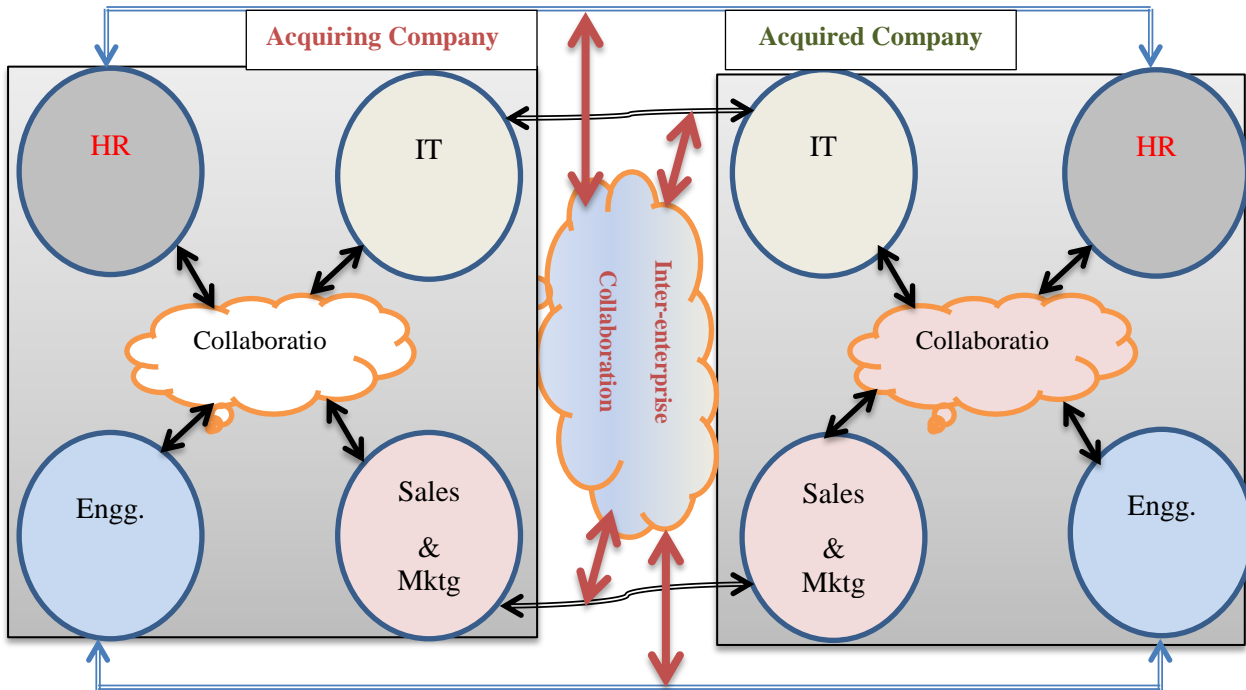 Acquiring Company
HR
IT
Collaboratio
Engg.
Sales
&
Mktg
Inter-enterprise
Collaboration
Acquired Company
IT
HR
Collaboratio
Sales
&
Mktg
Engg.